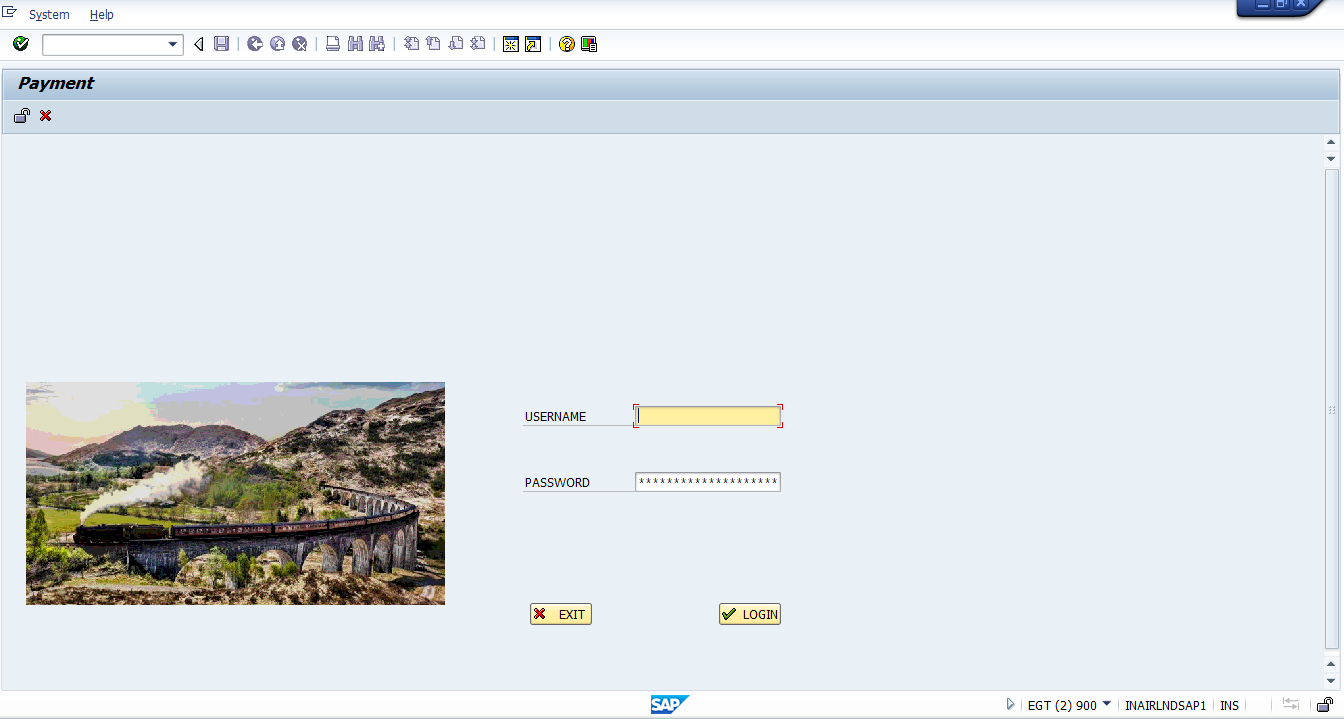 System Help
Payment
USERNAME
PASSWORD ********************
EXIT LOGIN
SAP EGT (2) 900 INAIRLNDSAP1 INS